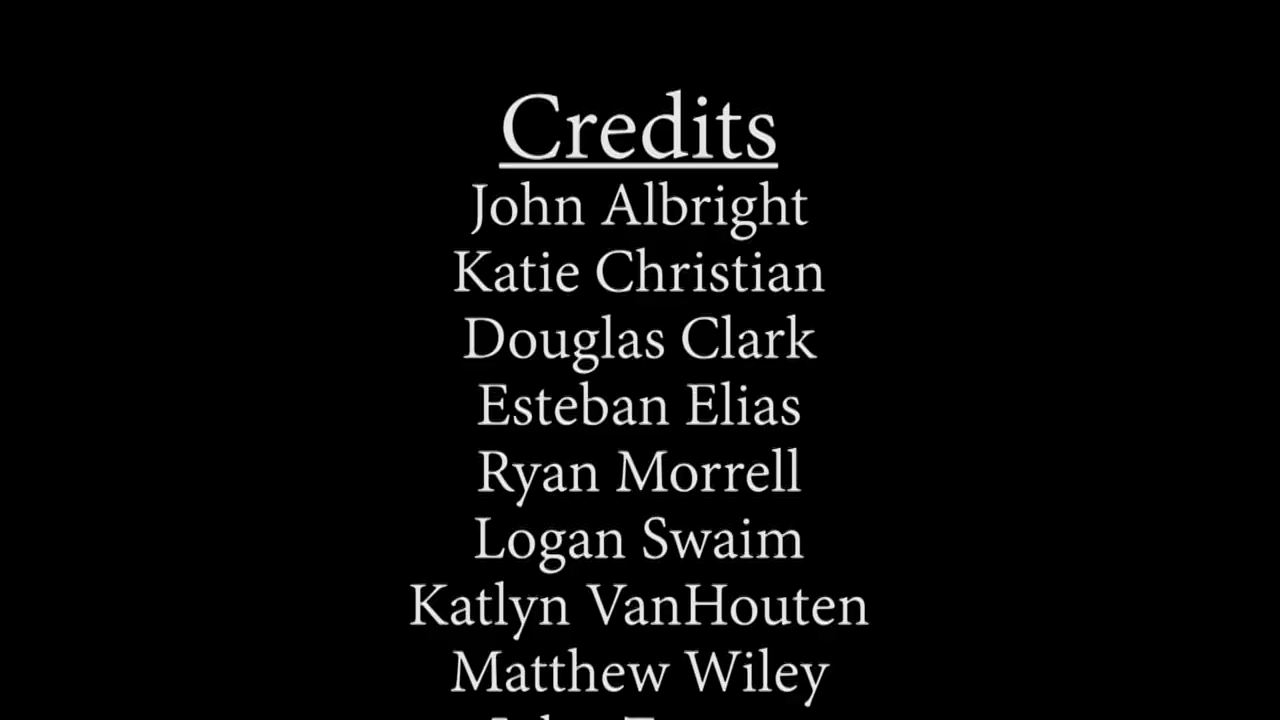 Credits
John Albright
Katie Christian
Douglas Clark
Esteban Elias
Ryan Morrell
Logan Swaim
Katlyn VanHouten
Matthew Wiley